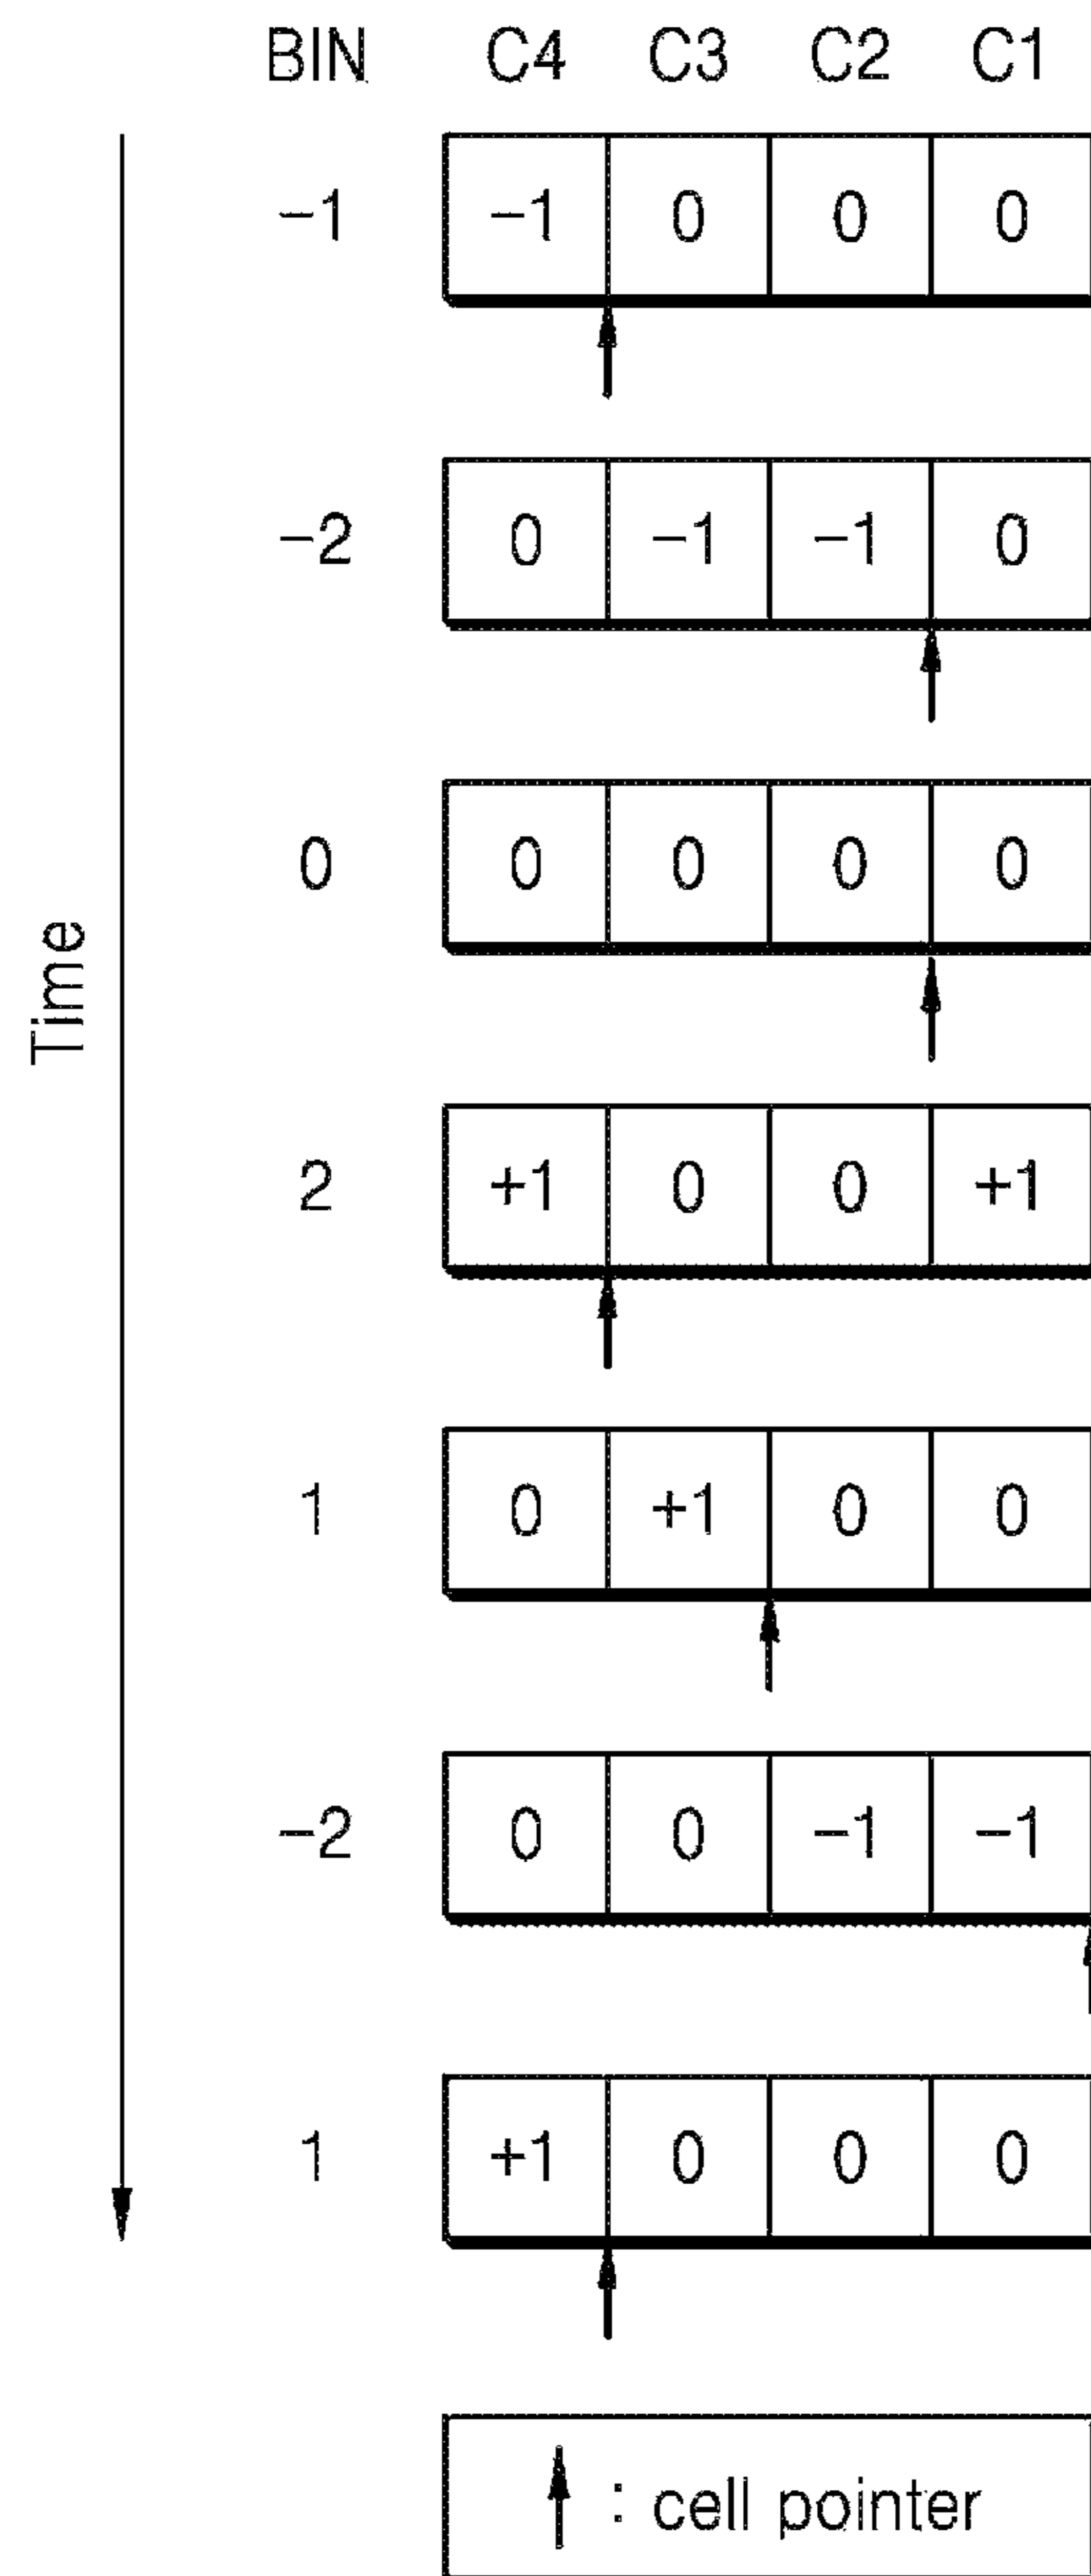 BIN C4 C3 C2 C1
-1 -1 0 0 0
-2 0 -1 -1 0
0 0 0 0 0
Time
2 +1 0 0 +1
1 0 +1 0 0
-2 0 0 -1 -1
1 +1 0 0 0
: cell pointer